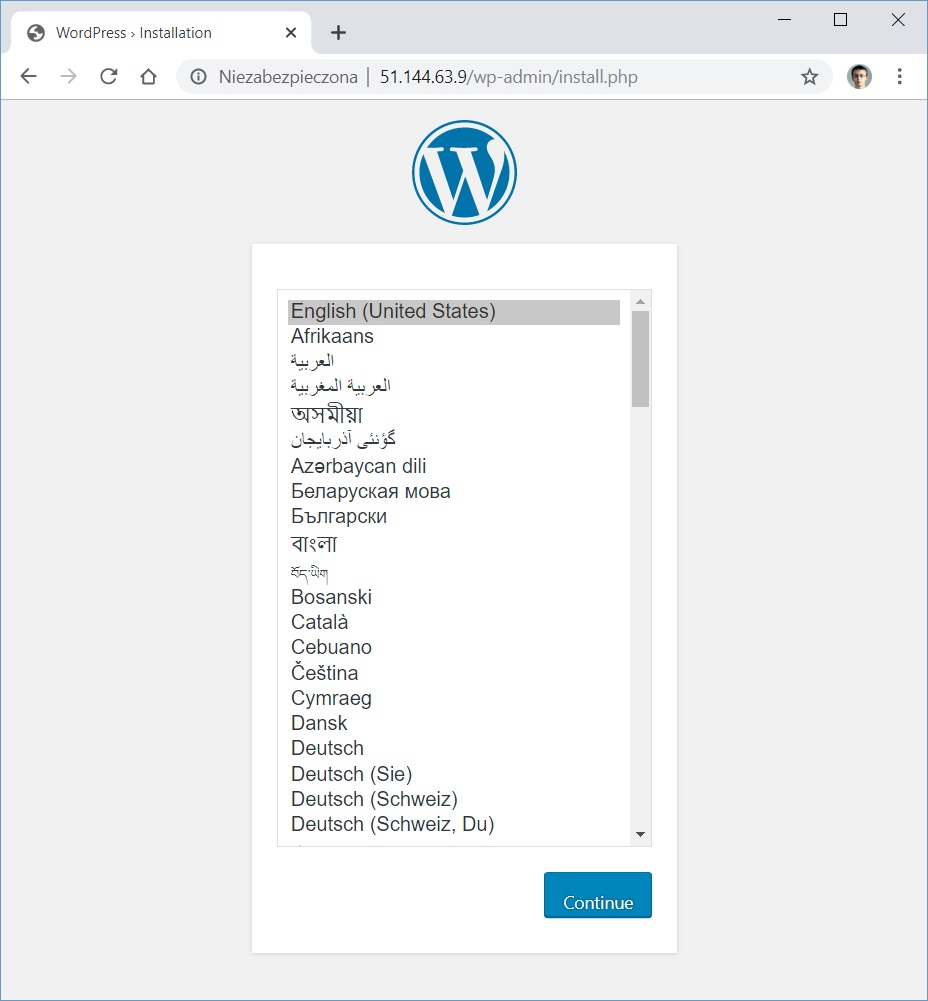 WordPress › Installation
Niezabezpieczona | 51.144.63.9/wp-admin/install.php
English (United States)
Afrikaans
العربية
العربية المغربية
অসমীয়া
گؤنئی آذربایجان
Azərbaycan dili
Беларуская мова
Български
বাংলা
བོད་ཡིག
Bosanski
Català
Cebuano
Čeština
Cymraeg
Dansk
Deutsch
Deutsch (Sie)
Deutsch (Schweiz)
Deutsch (Schweiz, Du)
Continue